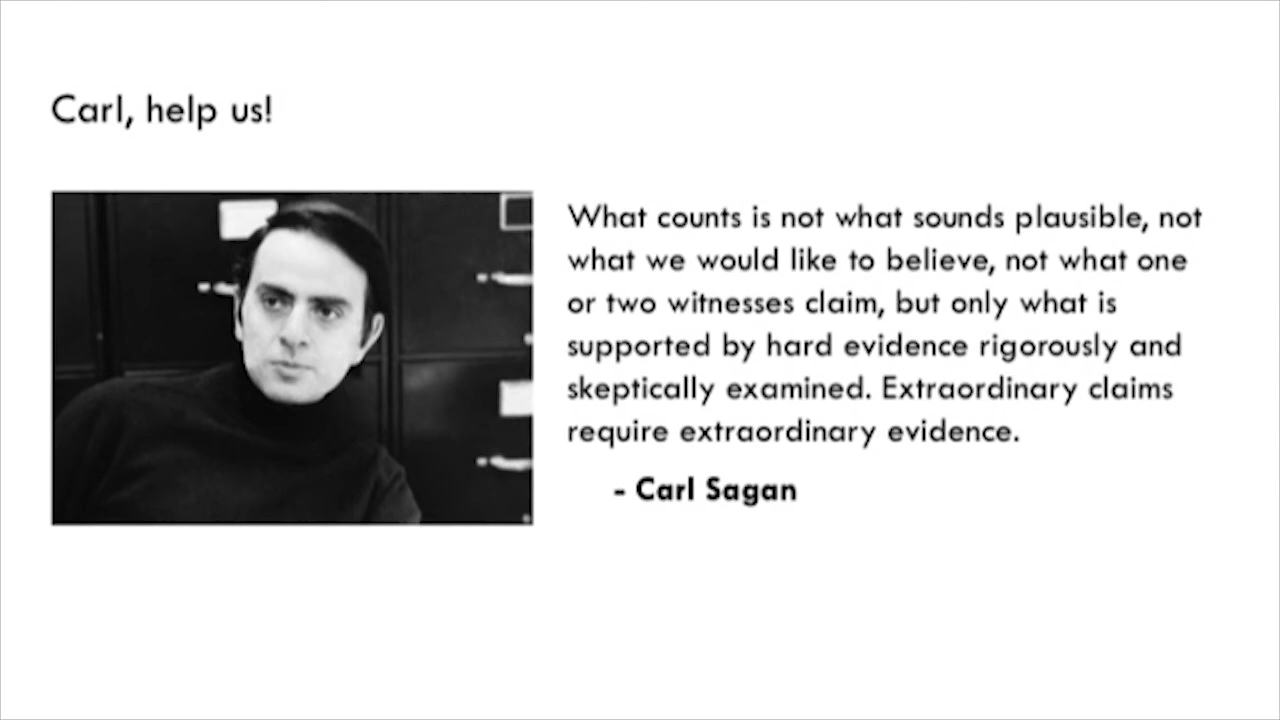 Carl, help us!
What counts is not what sounds plausible, not
what we would like to believe, not what one
or two witnesses claim, but only what is
supported by hard evidence rigorously and
skeptically examined. Extraordinary claims
require extraordinary evidence.
- Carl Sagan